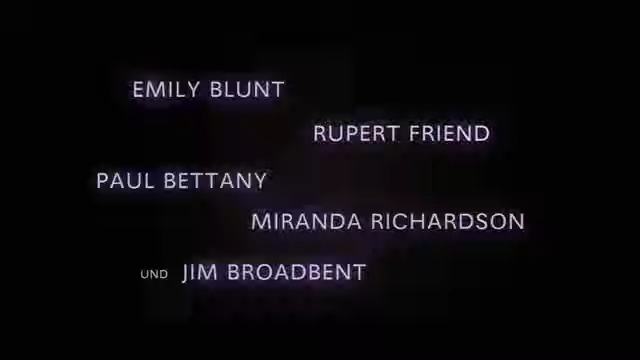 EMILY BLUNT
RUPERT FRIEND
PAUL BETTANY
MIRANDA RICHARDSON
UND JIM BROADBENT